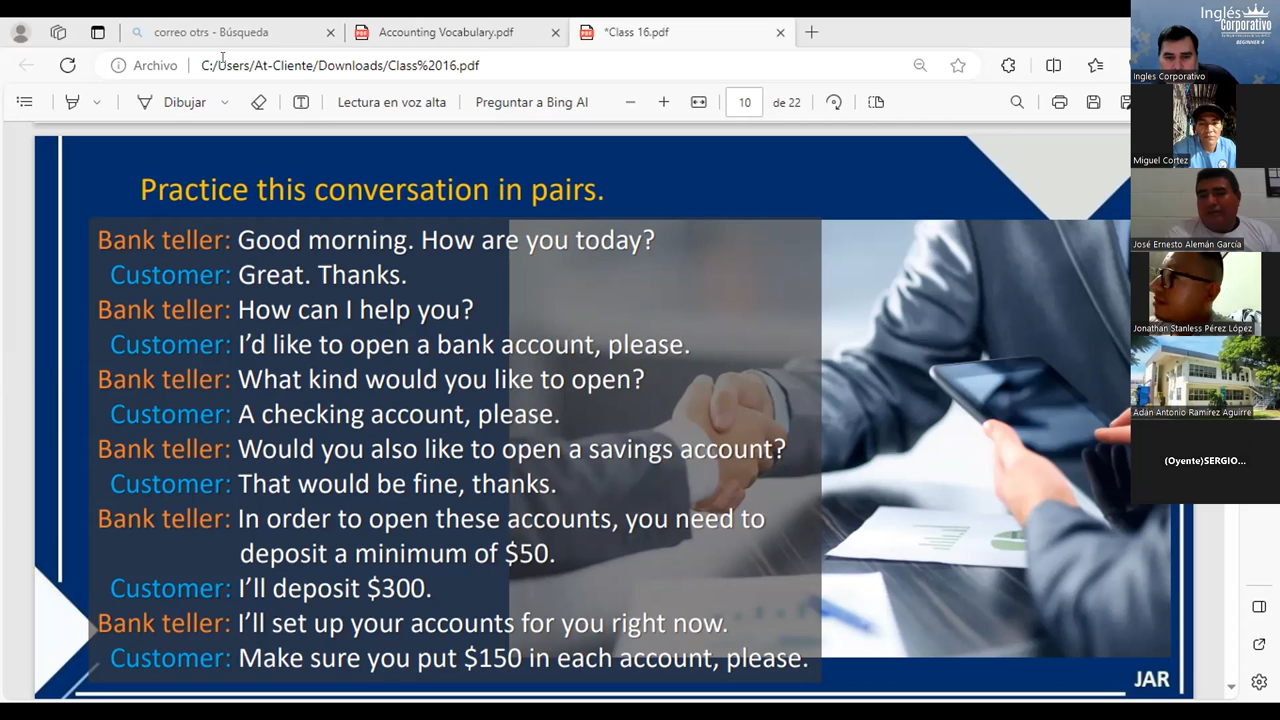 correo otrs - Búsqueda
Accounting Vocabulary.pdf
*Class 16.pdf
Archivo
C:/Users/At-Cliente/Downloads/Class%2016.pdf
Dibujar
Lectura en voz alta
Preguntar a Bing AI
10
de 22
Practice this conversation in pairs.
Bank teller: Good morning. How are you today?
Customer: Great. Thanks.
Bank teller: How can I help you?
Customer: I'd like to open a bank account, please.
Bank teller: What kind would you like to open?
Customer: A checking account, please.
Bank teller: Would you also like to open a savings account?
Customer: That would be fine, thanks.
Bank teller: In order to open these accounts, you need to
deposit a minimum of $50.
Customer: I'll deposit $300.
Bank teller: I'll set up your accounts for you right now.
Customer: Make sure you put $150 in each account, please.
JAR
Inglés
Corporativo
BEGINNER 4
Ingles Corporativo
Miguel Cortez
José Ernesto Alemán García
Jonathan Stanless Pérez López
Adán Antonio Ramírez Aguirre
(Oyente)SERGIO...